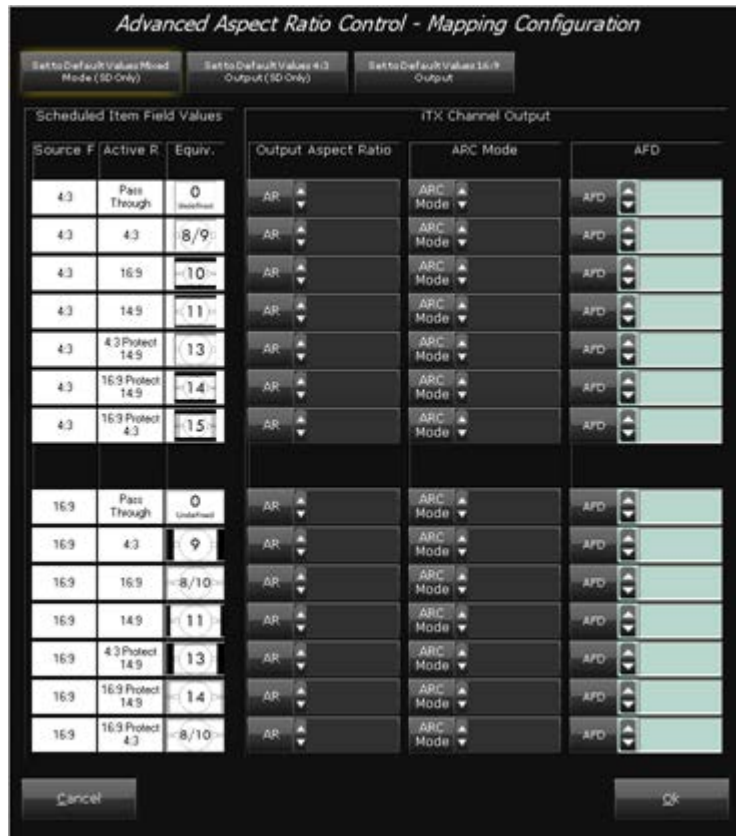 Advanced Aspect Ratio Control - Mapping Configuration
Set to Default Values Mixed Mode (SD Only)
Set to Default Values 4:3 Output (SD Only)
Set to Default Values 16:9 Output
Scheduled Item Field Values
iTX Channel Output
Source F Active R Equiv. Output Aspect Ratio ARC Mode AFD
4:3 Pass Through 0 Undefined AR ARC Mode AFD
4:3 4:3 8/9 AR ARC Mode AFD
4:3 16:9 10 AR ARC Mode AFD
4:3 14:9 11 AR ARC Mode AFD
4:3 4:3 Protect 14:9 13 AR ARC Mode AFD
4:3 16:9 Protect 14:9 14 AR ARC Mode AFD
4:3 16:9 Protect 4:3 15 AR ARC Mode AFD
16:9 Pass Through 0 Undefined AR ARC Mode AFD
16:9 4:3 9 AR ARC Mode AFD
16:9 16:9 8/10 AR ARC Mode AFD
16:9 14:9 11 AR ARC Mode AFD
16:9 4:3 Protect 14:9 13 AR ARC Mode AFD
16:9 16:9 Protect 14:9 14 AR ARC Mode AFD
16:9 16:9 Protect 4:3 8/10 AR ARC Mode AFD
Cancel
Ok